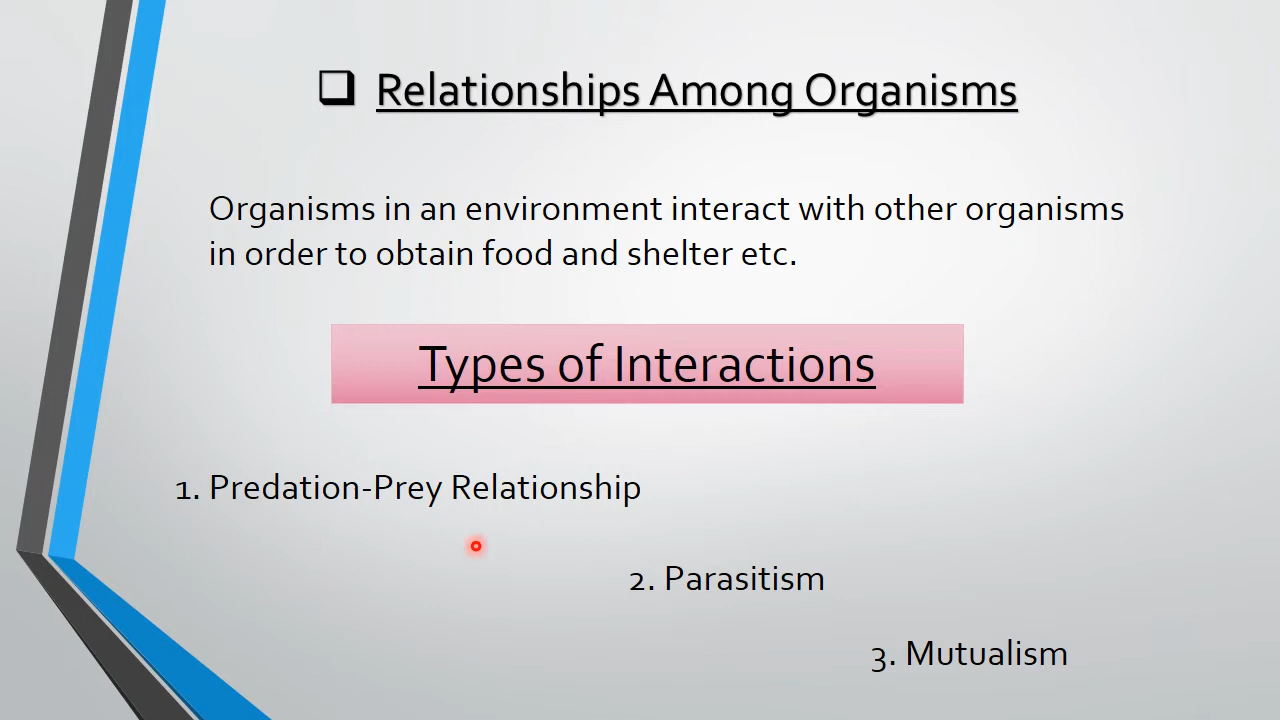 Relationships Among Organisms
Organisms in an environment interact with other organisms
in order to obtain food and shelter etc.
Types of Interactions
1. Predation-Prey Relationship
2. Parasitism
3. Mutualism